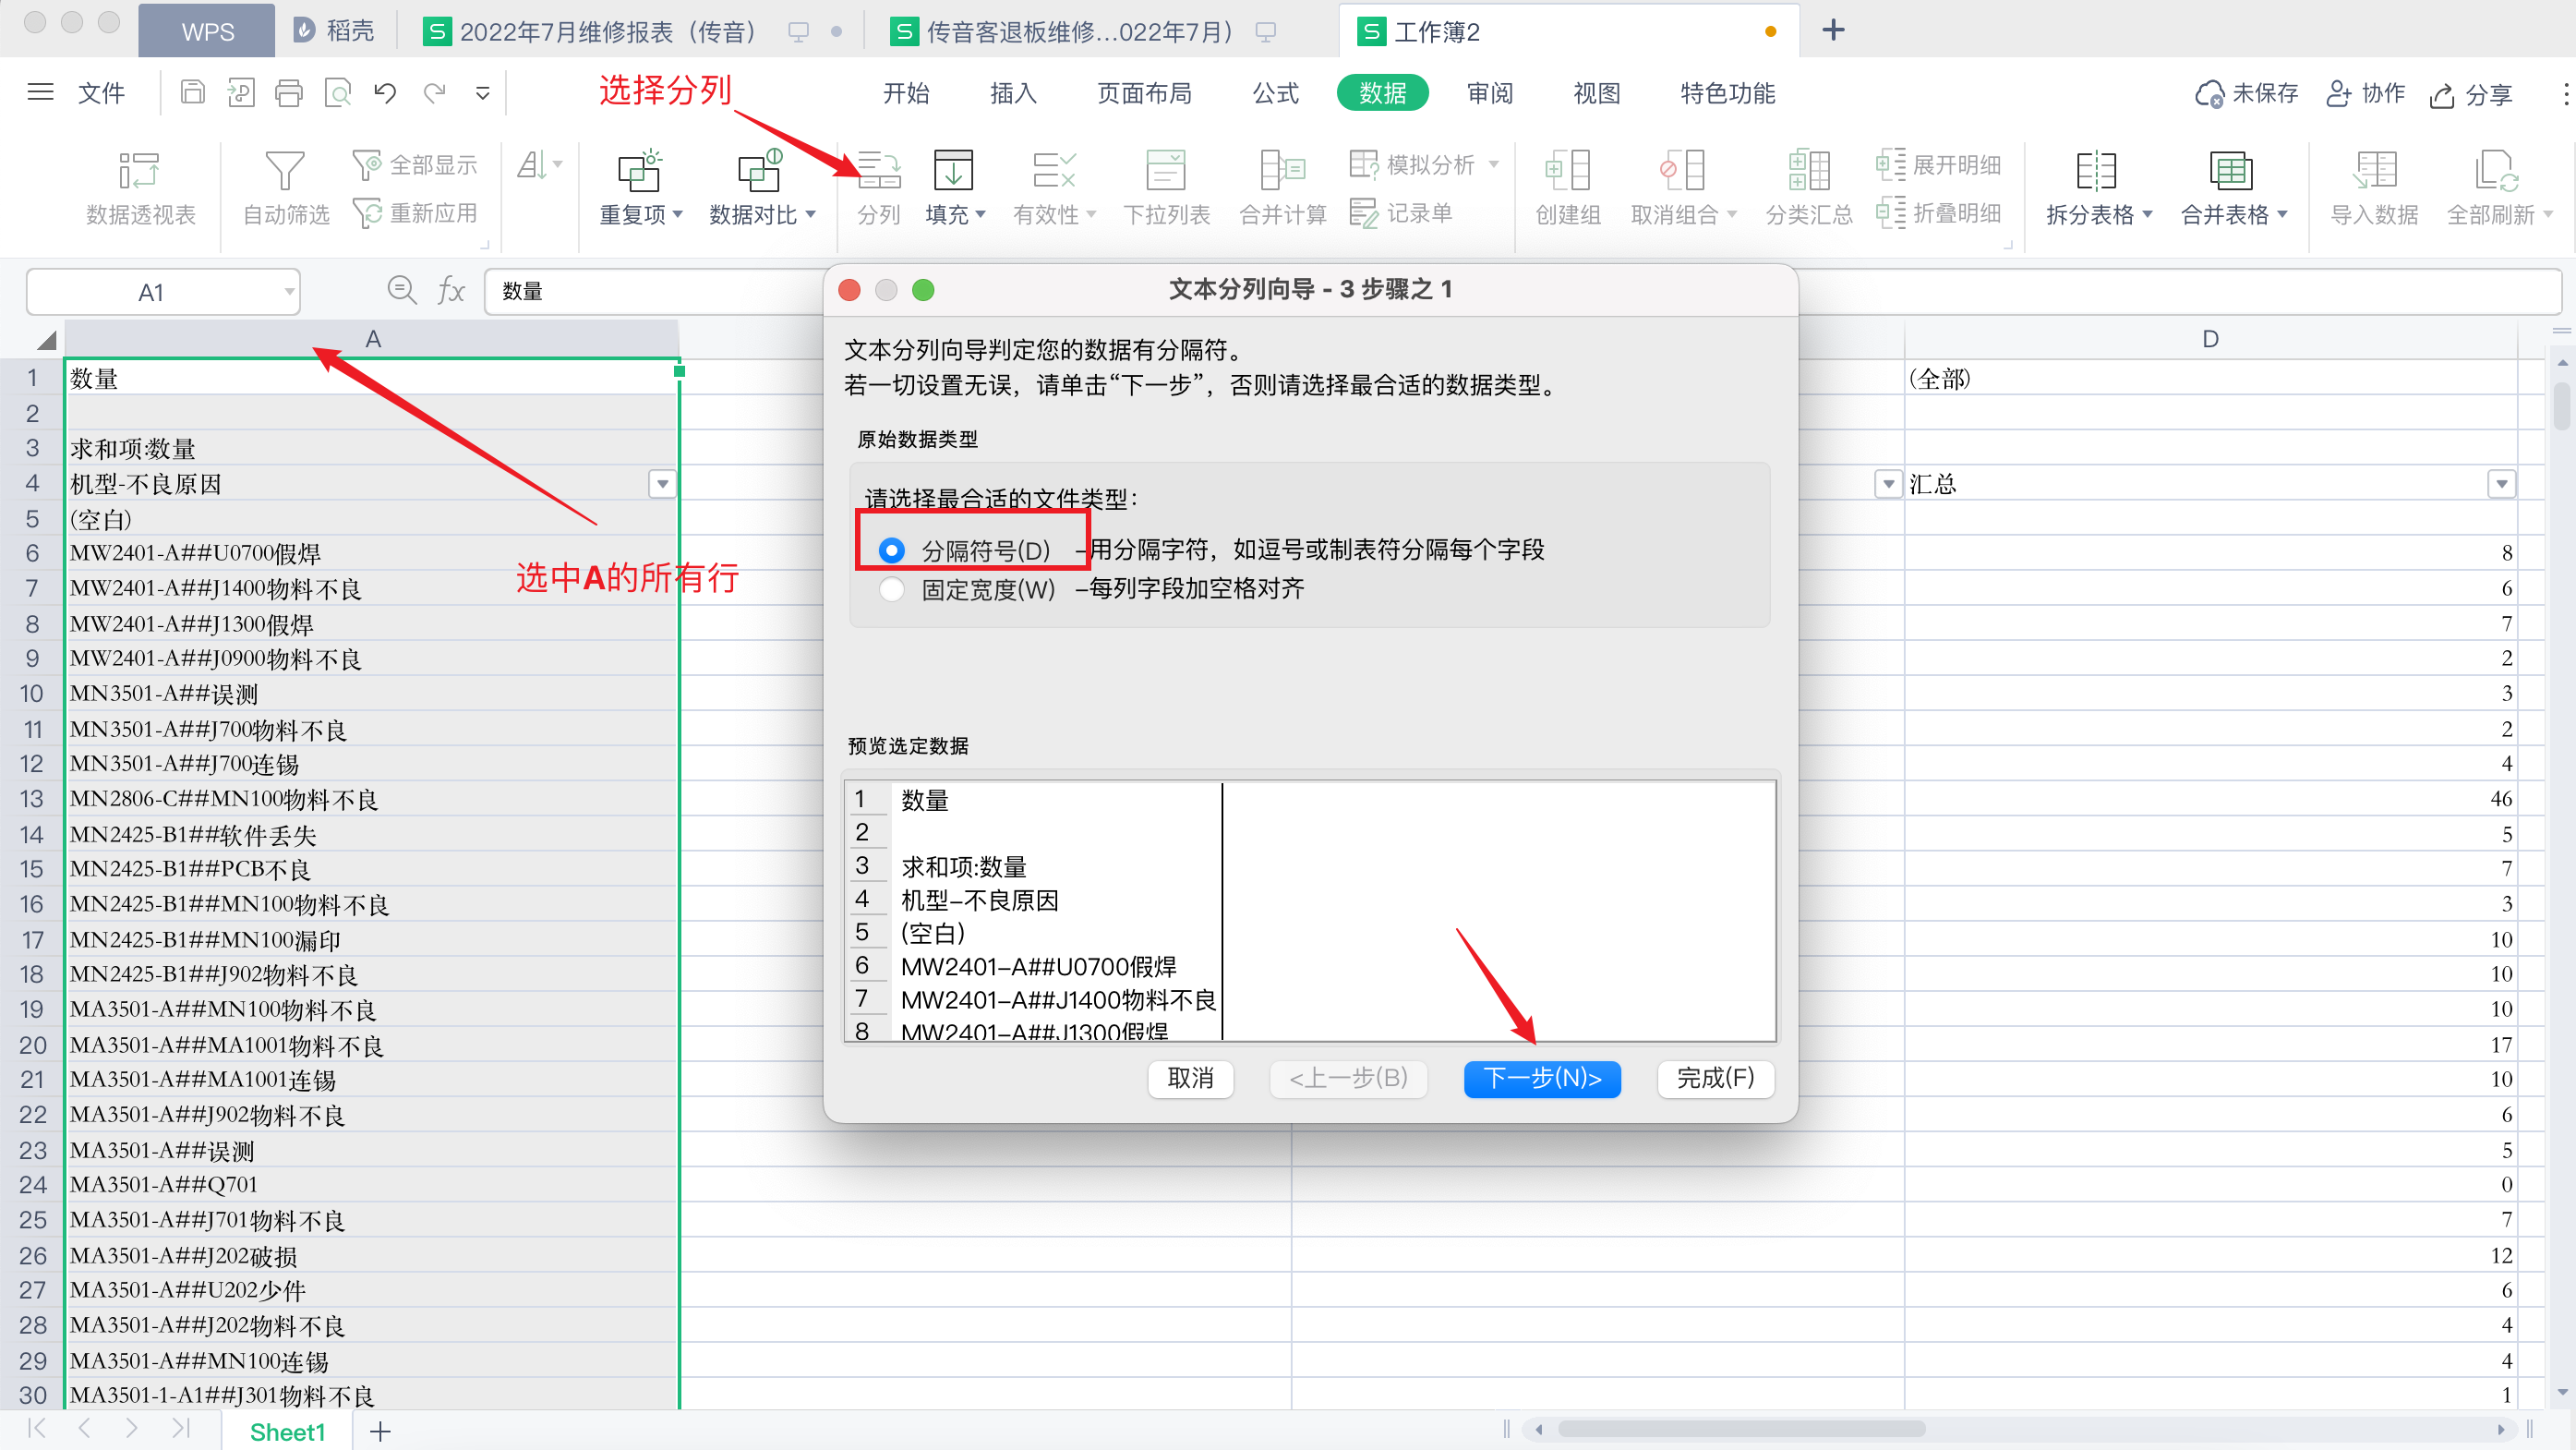 WPS 稻壳 2022年7月维修报表（传音） 传音客退板维修...022年7月） 工作簿2
文件 选择分列 开始 插入 页面布局 公式 数据 审阅 视图 特色功能 未保存 协作 分享
数据透视表 自动筛选 全部显示 重新应用 重复项 数据对比 分列 填充 有效性 下拉列表 合并计算 模拟分析 记录单 创建组 取消组合 分类汇总 展开明细 折叠明细 拆分表格 合并表格 导入数据 全部刷新
A1 fx 数量
A D
1 数量 (全部)
2
3 求和项:数量
4 机型-不良原因 汇总
5 (空白)
6 MW2401-A##U0700假焊 8
7 MW2401-A##J1400物料不良 6
8 MW2401-A##J1300假焊 7
9 MW2401-A##J0900物料不良 2
10 MN3501-A##误测 3
11 MN3501-A##J700物料不良 2
12 MN3501-A##J700连锡 4
13 MN2806-C##MN100物料不良 46
14 MN2425-B1##软件丢失 5
15 MN2425-B1##PCB不良 7
16 MN2425-B1##MN100物料不良 3
17 MN2425-B1##MN100漏印 10
18 MN2425-B1##J902物料不良 10
19 MA3501-A##MN100物料不良 10
20 MA3501-A##MA1001物料不良 17
21 MA3501-A##MA1001连锡 10
22 MA3501-A##J902物料不良 6
23 MA3501-A##误测 5
24 MA3501-A##Q701 0
25 MA3501-A##J701物料不良 7
26 MA3501-A##J202破损 12
27 MA3501-A##U202少件 6
28 MA3501-A##J202物料不良 4
29 MA3501-A##MN100连锡 4
30 MA3501-1-A1##J301物料不良 1
选中A的所有行
文本分列向导 - 3 步骤之 1
文本分列向导判定您的数据有分隔符。
若一切设置无误，请单击“下一步”，否则请选择最合适的数据类型。
原始数据类型
请选择最合适的文件类型：
分隔符号(D) -用分隔字符，如逗号或制表符分隔每个字段
固定宽度(W) -每列字段加空格对齐
预览选定数据
1 数量
2
3 求和项:数量
4 机型-不良原因
5 (空白)
6 MW2401-A##U0700假焊
7 MW2401-A##J1400物料不良
8 MW2401-A##J1300假焊
取消 <上一步(B) 下一步(N)> 完成(F)
Sheet1